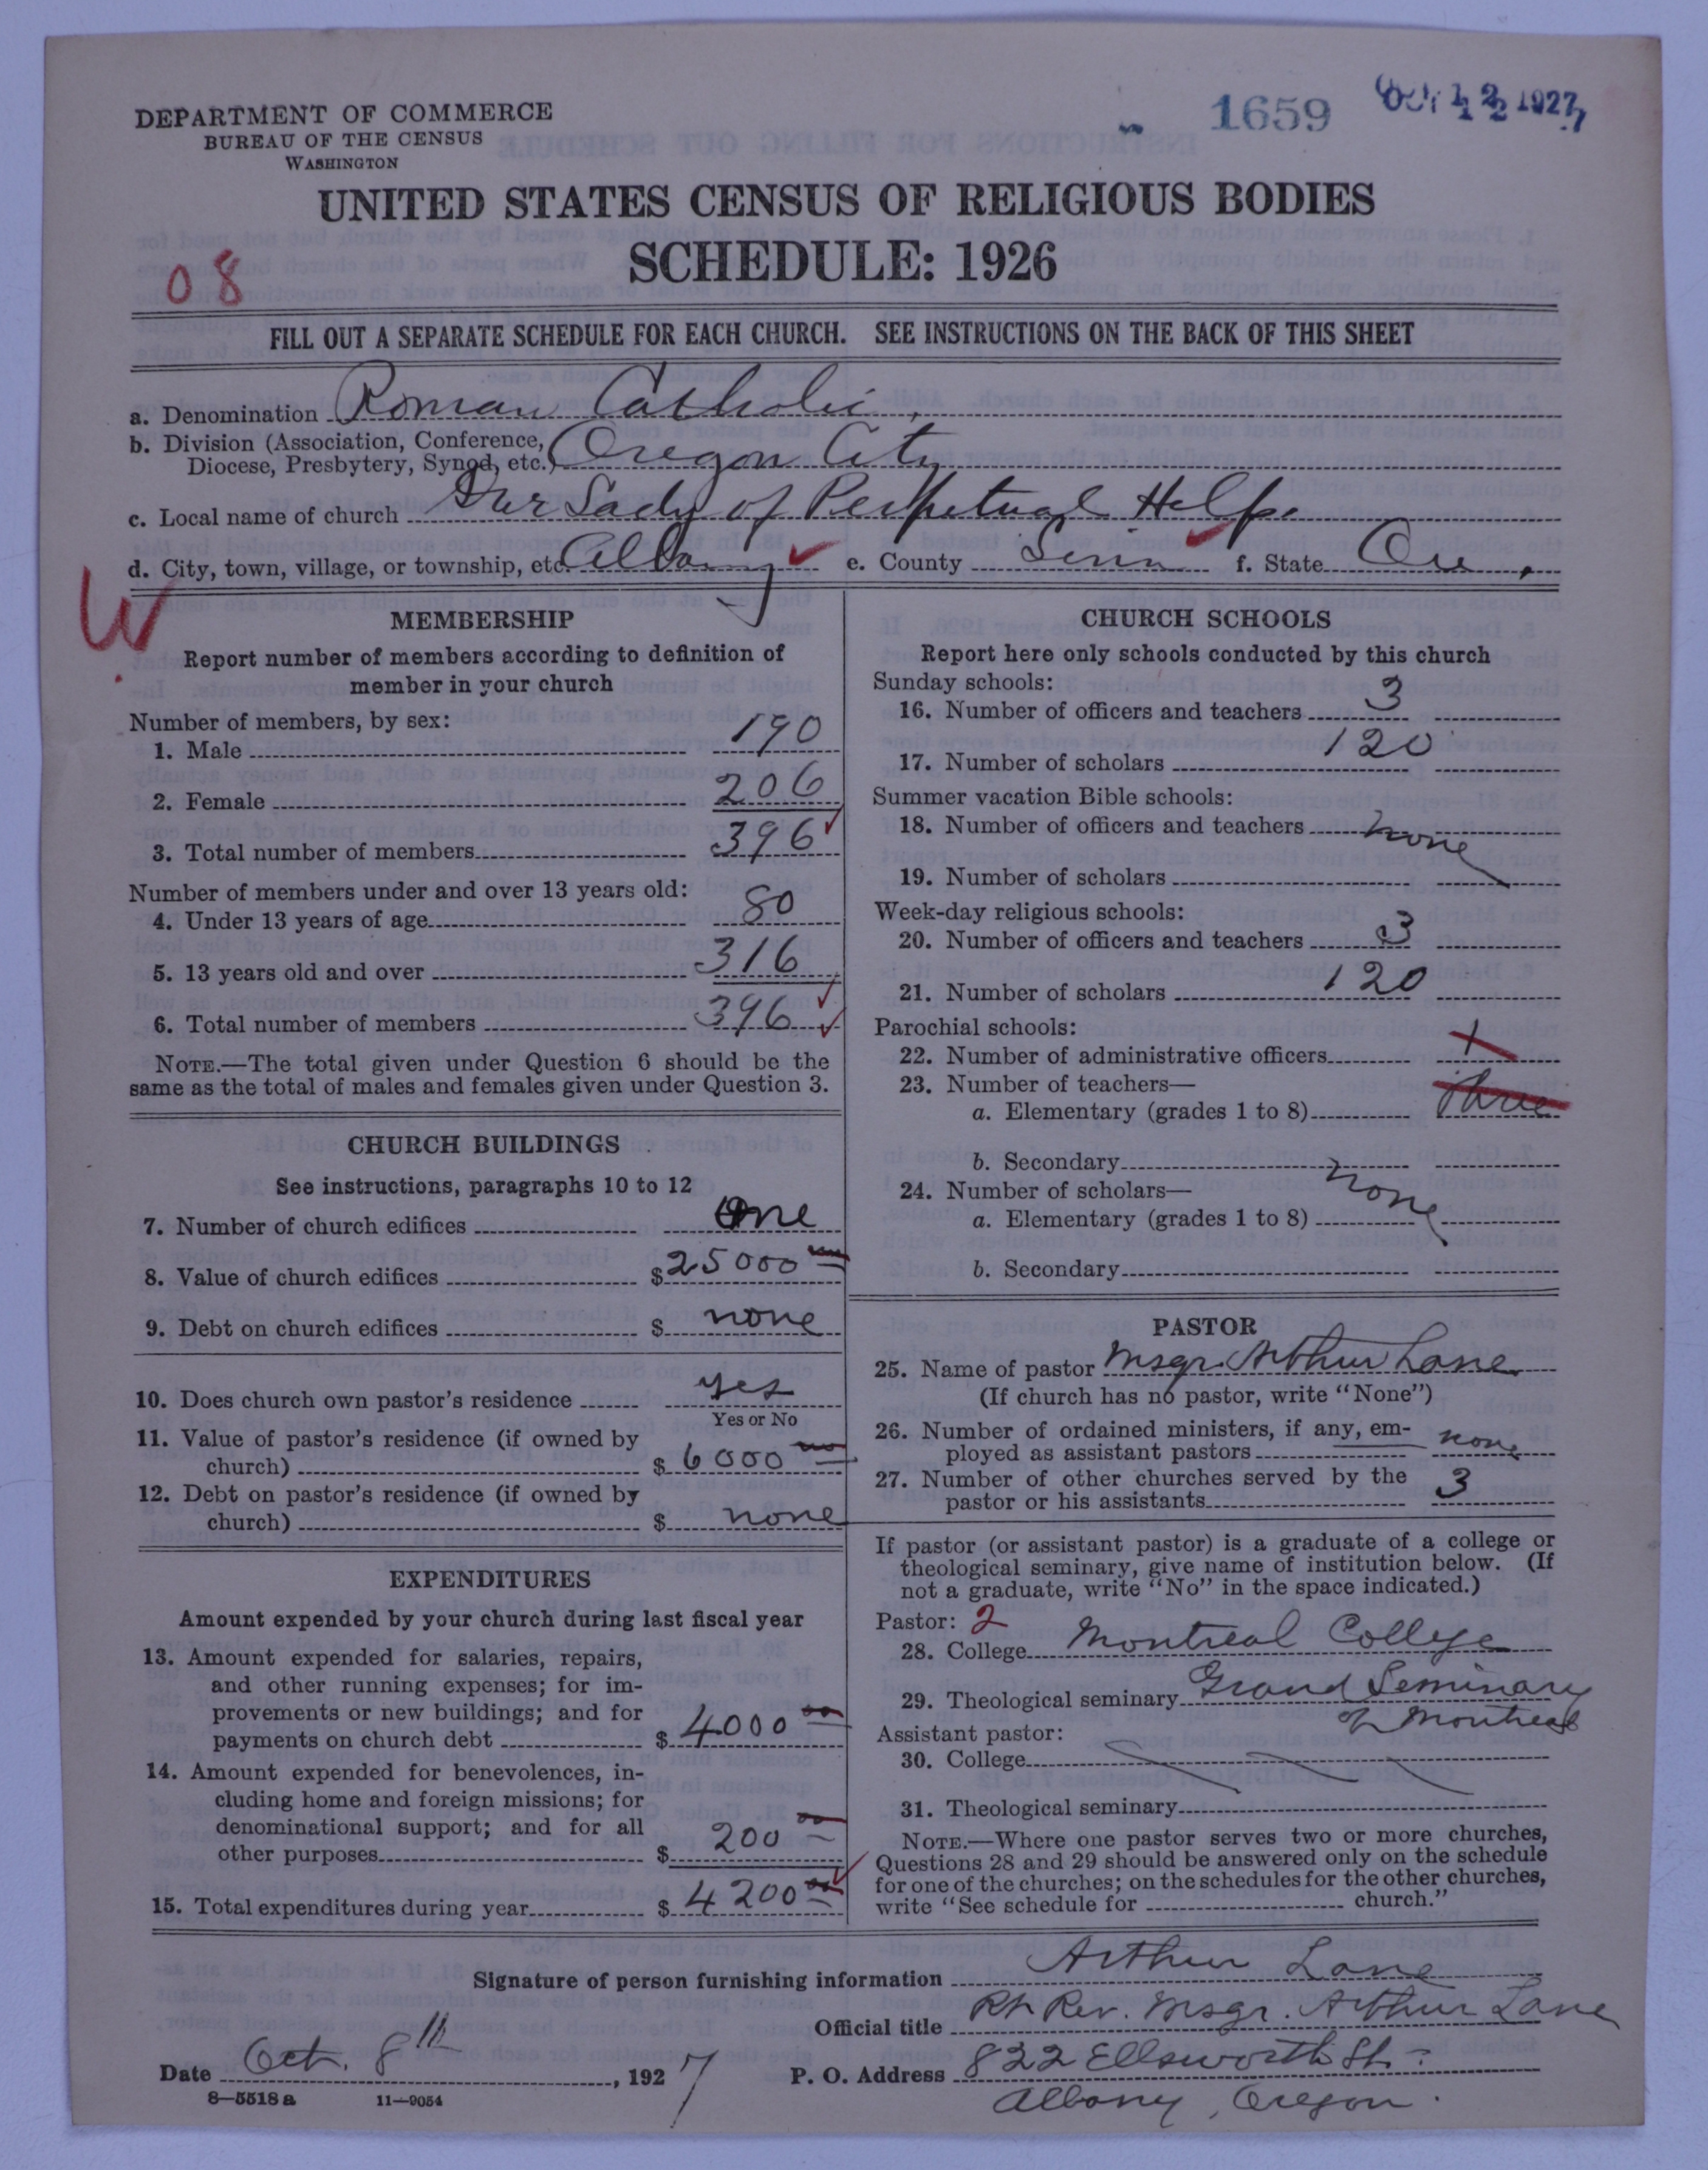 DEPARTMENT OF COMMERCE
BUREAU OF THE CENSUS
WASHINGTON
1659
OCT 12 1927
UNITED STATES CENSUS OF RELIGIOUS BODIES
SCHEDULE: 1926
08
FILL OUT A SEPARATE SCHEDULE FOR EACH CHURCH. SEE INSTRUCTIONS ON THE BACK OF THIS SHEET
a. Denomination Roman Catholic.
b. Division (Association, Conference,
Diocese, Presbytery, Synod, etc.) Oregon City
c. Local name of church Our Lady of Perpetual Help.
d. City, town, village, or township, etc. Albany e. County Linn f. State Ore.
W
MEMBERSHIP
Report number of members according to definition of
member in your church
Number of members, by sex:
1. Male 190
2. Female 206
3. Total number of members 396
Number of members under and over 13 years old:
4. Under 13 years of age 80
5. 13 years old and over 316
6. Total number of members 396
NOTE.—The total given under Question 6 should be the
same as the total of males and females given under Question 3.
CHURCH BUILDINGS
See instructions, paragraphs 10 to 12
7. Number of church edifices One
8. Value of church edifices $25000 00
9. Debt on church edifices $ none
10. Does church own pastor's residence yes
Yes or No
11. Value of pastor's residence (if owned by
church) $ 6000 00
12. Debt on pastor's residence (if owned by
church) $ none
EXPENDITURES
Amount expended by your church during last fiscal year
13. Amount expended for salaries, repairs,
and other running expenses; for im-
provements or new buildings; and for
payments on church debt $ 4000 00
14. Amount expended for benevolences, in-
cluding home and foreign missions; for
denominational support; and for all
other purposes $ 200 00
15. Total expenditures during year $ 4200 00
CHURCH SCHOOLS
Report here only schools conducted by this church
Sunday schools:
16. Number of officers and teachers 3
17. Number of scholars 120
Summer vacation Bible schools:
18. Number of officers and teachers none
19. Number of scholars
Week-day religious schools:
20. Number of officers and teachers 3
21. Number of scholars 120
Parochial schools:
22. Number of administrative officers 1
23. Number of teachers—
a. Elementary (grades 1 to 8) three
b. Secondary
24. Number of scholars— none
a. Elementary (grades 1 to 8)
b. Secondary
PASTOR
25. Name of pastor Msgr. Arthur Lane
(If church has no pastor, write "None")
26. Number of ordained ministers, if any, em-
ployed as assistant pastors none
27. Number of other churches served by the
pastor or his assistants 3
If pastor (or assistant pastor) is a graduate of a college or
theological seminary, give name of institution below. (If
not a graduate, write "No" in the space indicated.)
Pastor: 2
28. College Montreal College
29. Theological seminary Grand Seminary
of Montreal
Assistant pastor:
30. College
31. Theological seminary
NOTE.—Where one pastor serves two or more churches,
Questions 28 and 29 should be answered only on the schedule
for one of the churches; on the schedules for the other churches,
write "See schedule for church."
Signature of person furnishing information Arthur Lane
Official title Rt Rev. Msgr. Arthur Lane
Date Oct. 8th, 1927 P. O. Address 822 Ellsworth St.
Albany, Oregon.
8—5518 a 11—9054